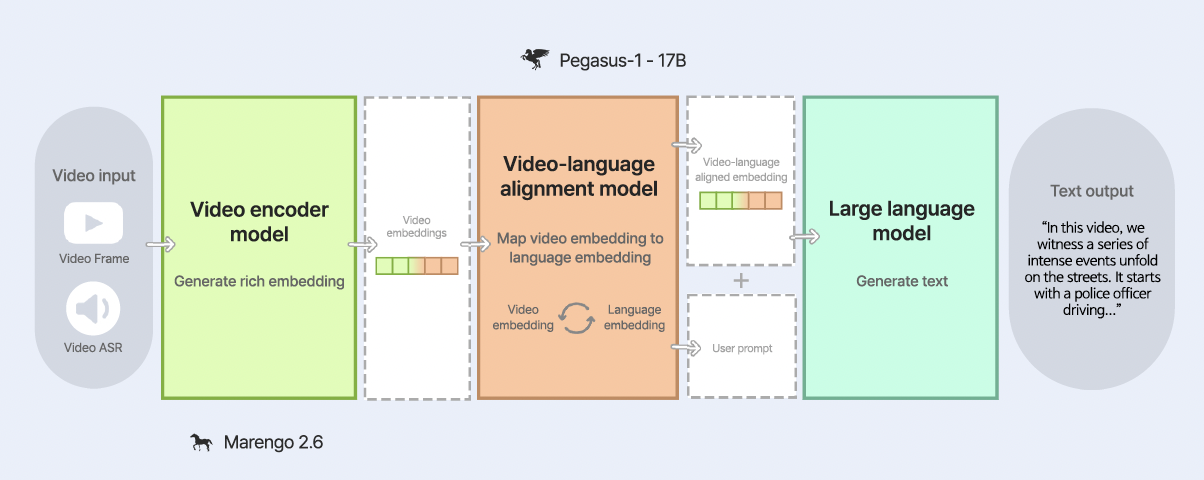 Pegasus-1 - 17B
Video input
Video Frame
Video ASR
Video encoder
model
Generate rich embedding
Video
embeddings
Video-language
alignment model
Map video embedding to
language embedding
Video
embedding
Language
embedding
Video-language
aligned embedding
+
User prompt
Large language
model
Generate text
Text output
“In this video, we
witness a series of
intense events unfold
on the streets. It starts
with a police officer
driving...”
Marengo 2.6